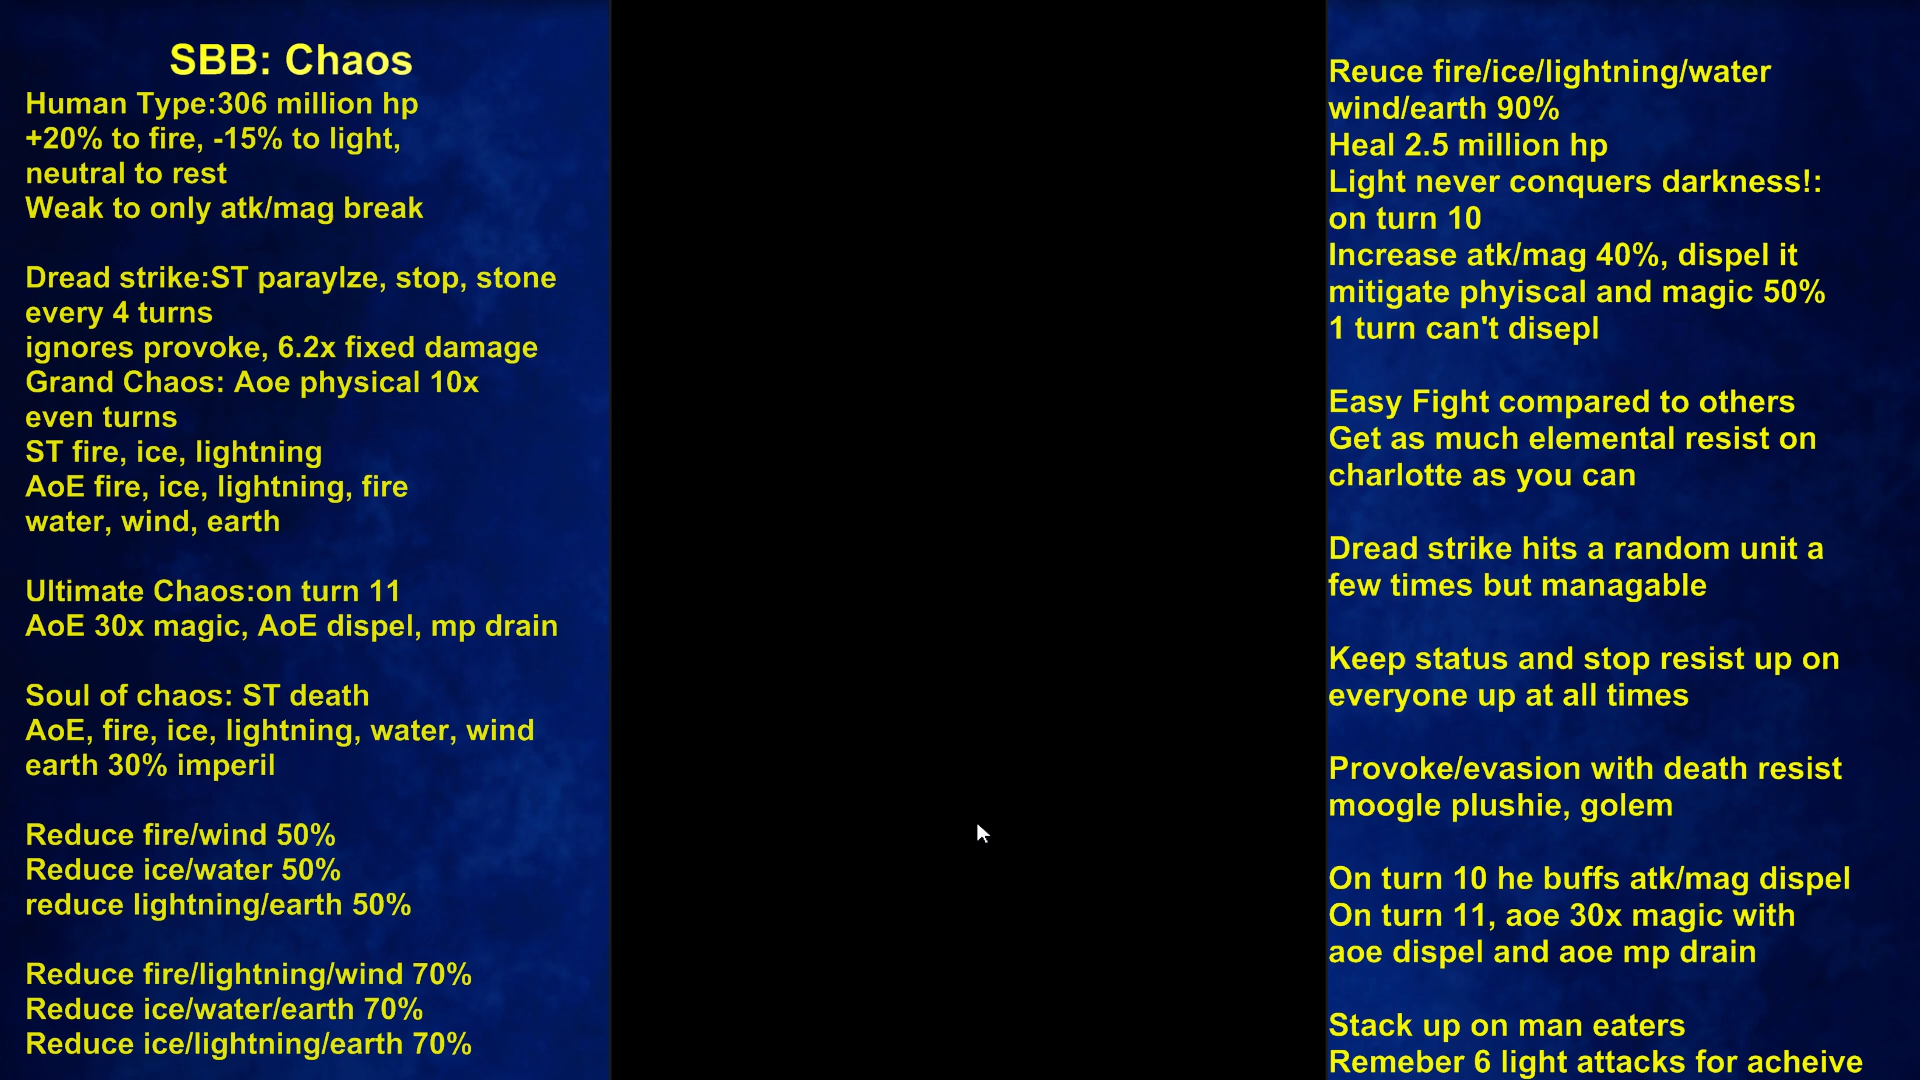 SBB: Chaos
Human Type:306 million hp
+20% to fire, -15% to light,
neutral to rest
Weak to only atk/mag break
Dread strike:ST paraylze, stop, stone
every 4 turns
ignores provoke, 6.2x fixed damage
Grand Chaos: Aoe physical 10x
even turns
ST fire, ice, lightning
AoE fire, ice, lightning, fire
water, wind, earth
Ultimate Chaos:on turn 11
AoE 30x magic, AoE dispel, mp drain
Soul of chaos: ST death
AoE, fire, ice, lightning, water, wind
earth 30% imperil
Reduce fire/wind 50%
Reduce ice/water 50%
reduce lightning/earth 50%
Reduce fire/lightning/wind 70%
Reduce ice/water/earth 70%
Reduce ice/lightning/earth 70%
Reuce fire/ice/lightning/water
wind/earth 90%
Heal 2.5 million hp
Light never conquers darkness!:
on turn 10
Increase atk/mag 40%, dispel it
mitigate phyiscal and magic 50%
1 turn can't disepl
Easy Fight compared to others
Get as much elemental resist on
charlotte as you can
Dread strike hits a random unit a
few times but managable
Keep status and stop resist up on
everyone up at all times
Provoke/evasion with death resist
moogle plushie, golem
On turn 10 he buffs atk/mag dispel
On turn 11, aoe 30x magic with
aoe dispel and aoe mp drain
Stack up on man eaters
Remeber 6 light attacks for acheive